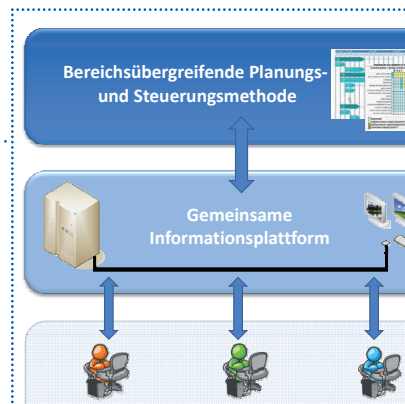 Bereichsübergreifende Planungs-
und Steuerungsmethode
Gemeinsame
Informationsplattform